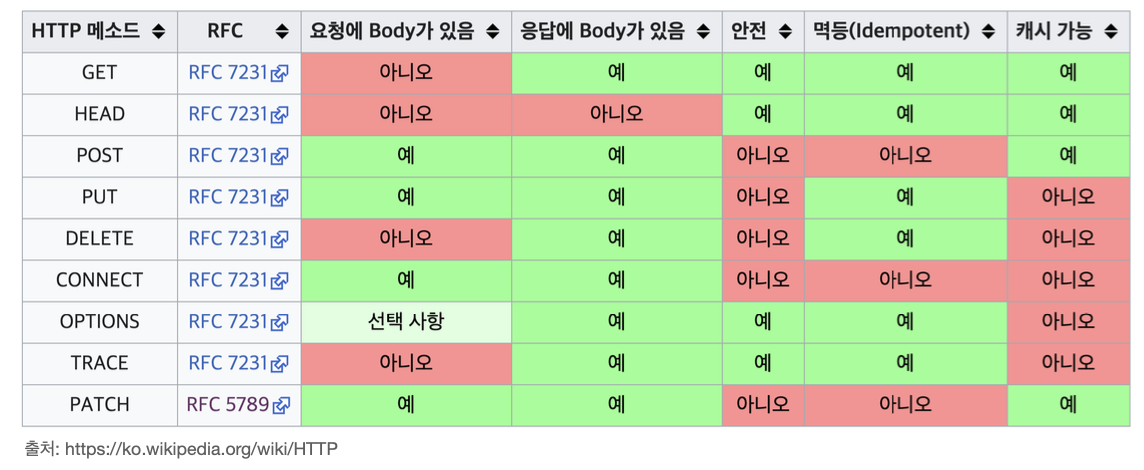 HTTP 메소드 RFC 요청에 Body가 있음 응답에 Body가 있음 안전 멱등(Idempotent) 캐시 가능
GET RFC 7231 아니오 예 예 예 예
HEAD RFC 7231 아니오 아니오 예 예 예
POST RFC 7231 예 예 아니오 아니오 예
PUT RFC 7231 예 예 아니오 예 아니오
DELETE RFC 7231 아니오 예 아니오 예 아니오
CONNECT RFC 7231 예 예 아니오 아니오 아니오
OPTIONS RFC 7231 선택 사항 예 예 예 아니오
TRACE RFC 7231 아니오 예 예 예 아니오
PATCH RFC 5789 예 예 아니오 아니오 예
출처: https://ko.wikipedia.org/wiki/HTTP